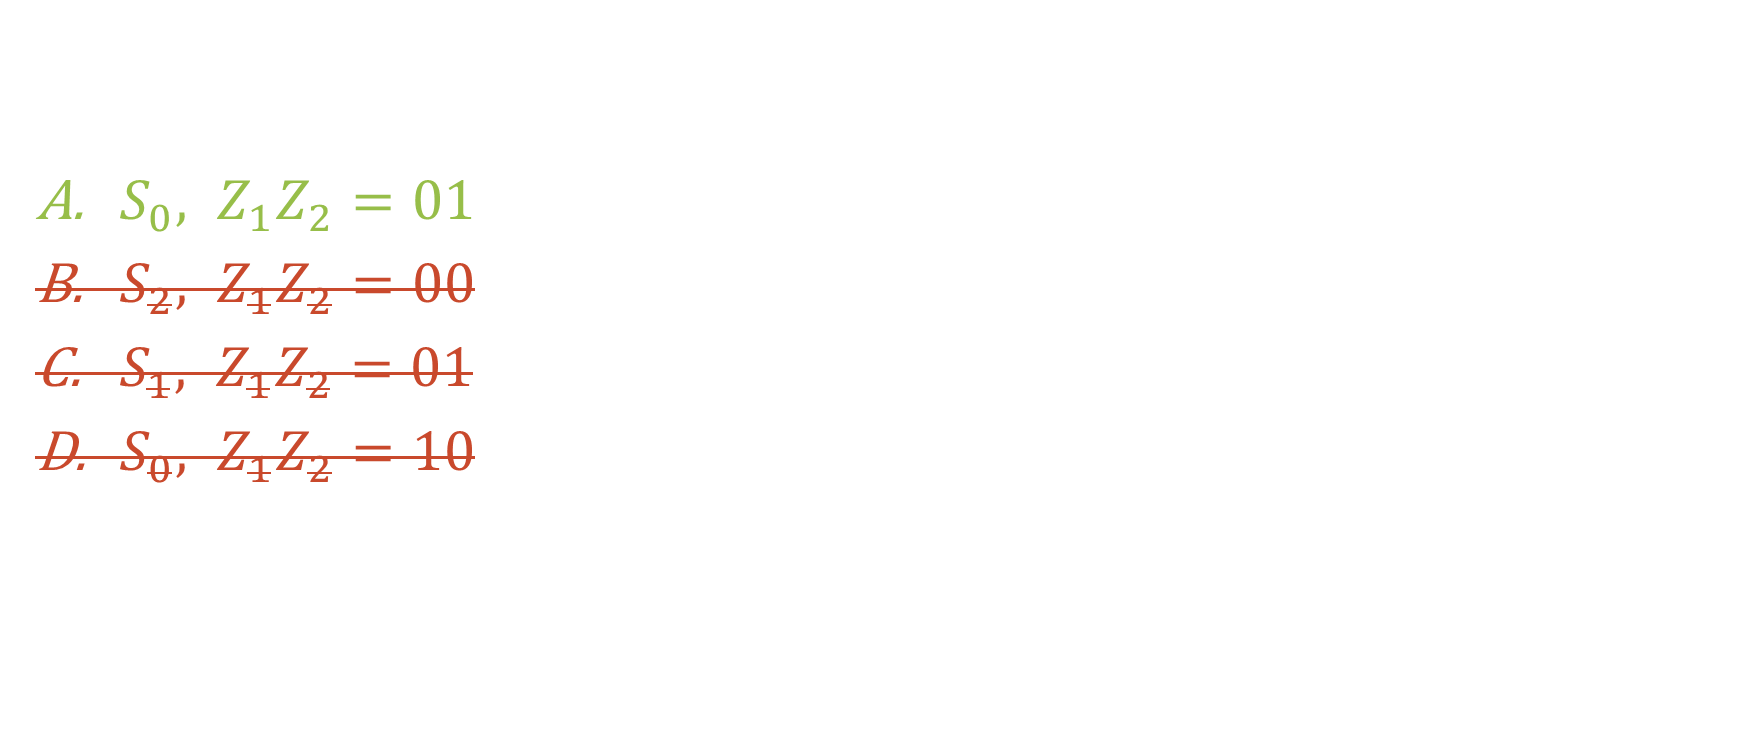 A. S₀, Z₁Z₂ = 01
B. S₂, Z₁Z₂ = 00
C. S₁, Z₁Z₂ = 01
D. S₀, Z₁Z₂ = 10